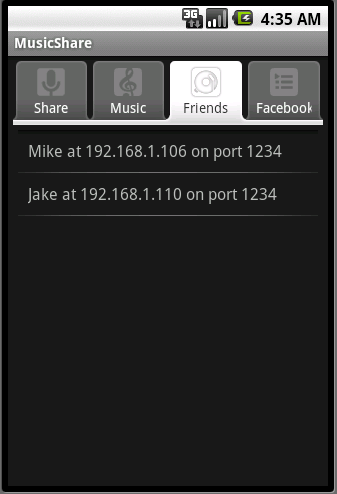 3G 4:35 AM
MusicShare
Share Music Friends Facebook
Mike at 192.168.1.106 on port 1234
Jake at 192.168.1.110 on port 1234